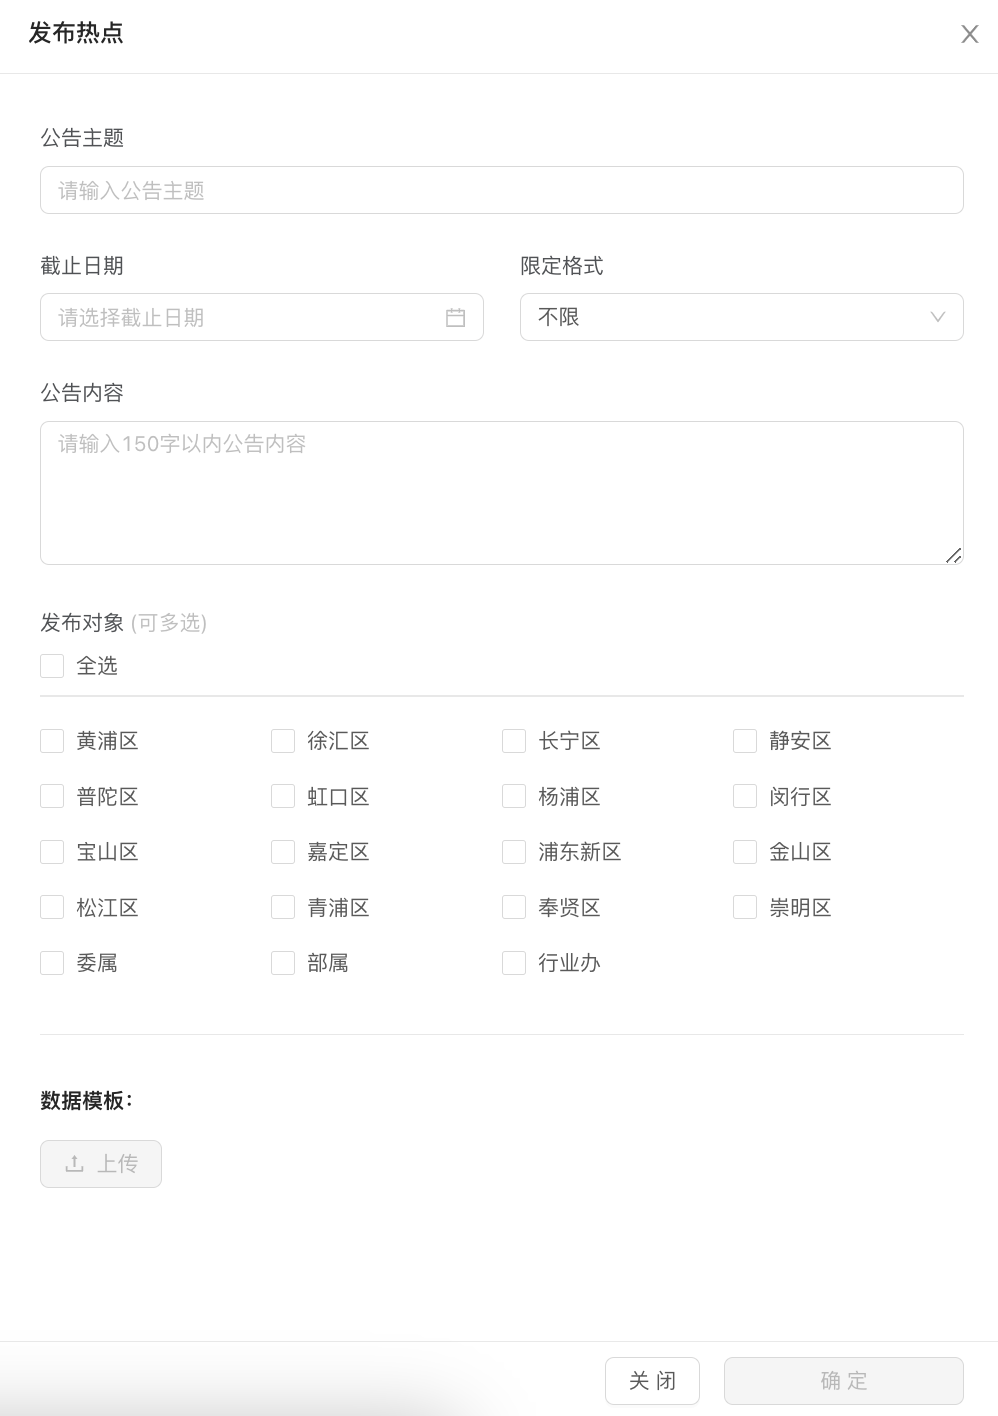 发布热点
公告主题
请输入公告主题
截止日期 限定格式
请选择截止日期 不限
公告内容
请输入150字以内公告内容
发布对象 (可多选)
全选
黄浦区 徐汇区 长宁区 静安区
普陀区 虹口区 杨浦区 闵行区
宝山区 嘉定区 浦东新区 金山区
松江区 青浦区 奉贤区 崇明区
委属 部属 行业办
数据模板：
上传
关 闭 确 定